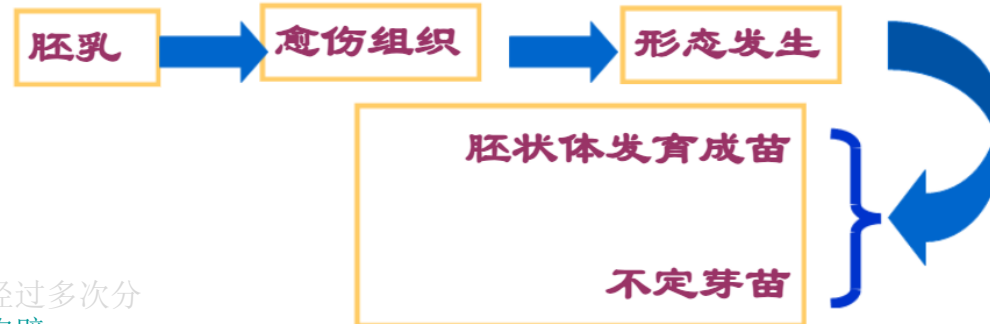 胚乳
愈伤组织
形态发生
胚状体发育成苗
不定芽苗
经过多次分